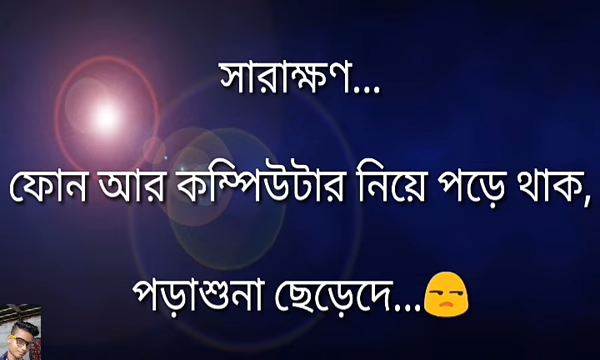 সারাক্ষণ...
ফোন আর কম্পিউটার নিয়ে পড়ে থাক,
পড়াশুনা ছেড়েদে...😒